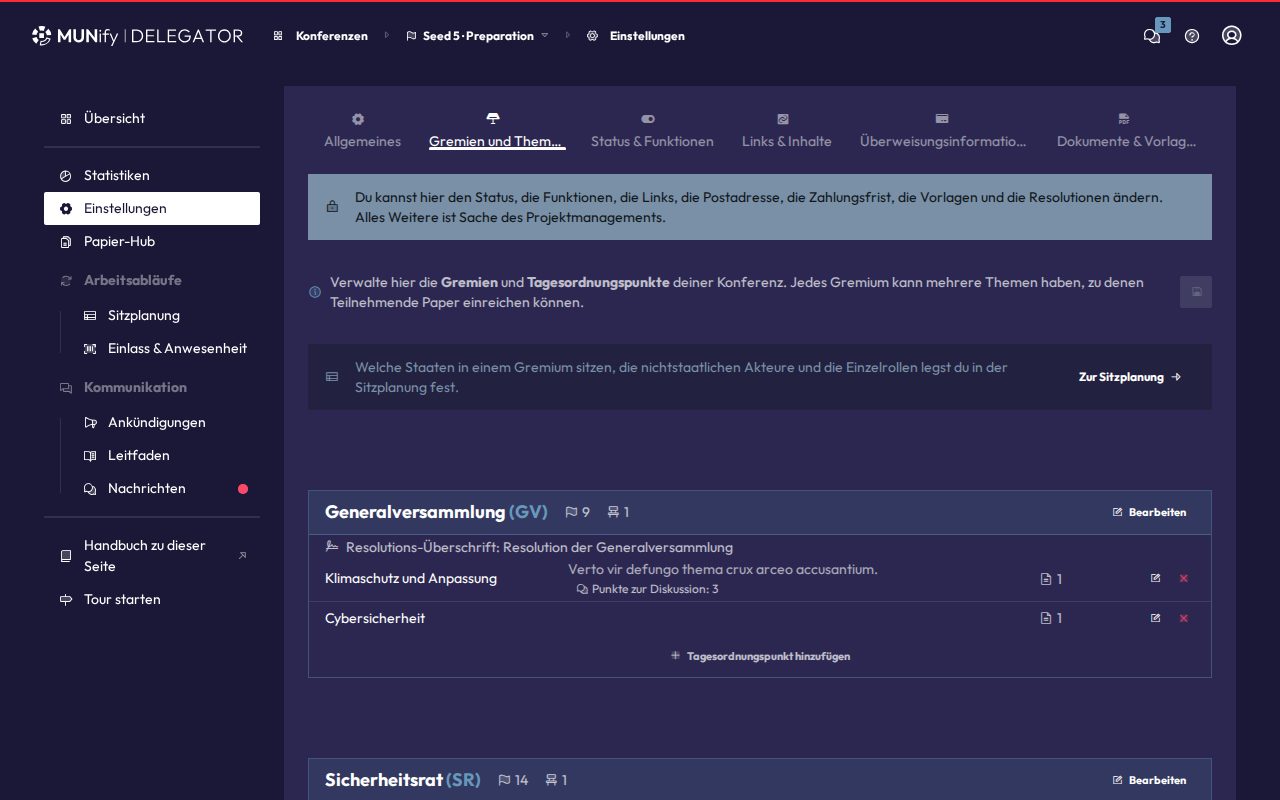 MUNify | DELEGATOR
Konferenzen
Seed 5 · Preparation
Einstellungen
3
Übersicht
Statistiken
Einstellungen
Papier-Hub
Arbeitsabläufe
Sitzplanung
Einlass & Anwesenheit
Kommunikation
Ankündigungen
Leitfaden
Nachrichten
Handbuch zu dieser
Seite
Tour starten
Allgemeines
Gremien und Them...
Status & Funktionen
Links & Inhalte
Überweisungsinformatio...
PDF
Dokumente & Vorlag...
Du kannst hier den Status, die Funktionen, die Links, die Postadresse, die Zahlungsfrist, die Vorlagen und die Resolutionen ändern.
Alles Weitere ist Sache des Projektmanagements.
Verwalte hier die Gremien und Tagesordnungspunkte deiner Konferenz. Jedes Gremium kann mehrere Themen haben, zu denen
Teilnehmende Paper einreichen können.
Welche Staaten in einem Gremium sitzen, die nichtstaatlichen Akteure und die Einzelrollen legst du in der
Sitzplanung fest.
Zur Sitzplanung
Generalversammlung (GV) 9 1
Bearbeiten
Resolutions-Überschrift: Resolution der Generalversammlung
Klimaschutz und Anpassung
Verto vir defungo thema crux arceo accusantium.
Punkte zur Diskussion: 3
1
Cybersicherheit
1
Tagesordnungspunkt hinzufügen
Sicherheitsrat (SR) 14 1
Bearbeiten